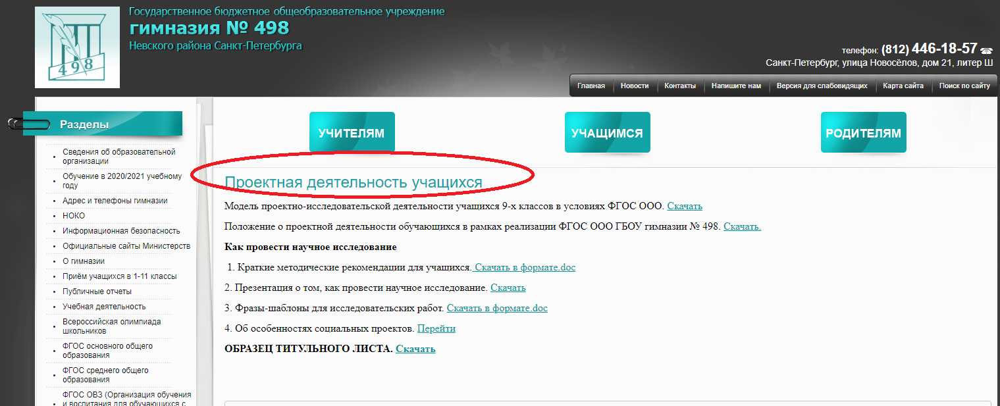 Государственное бюджетное общеобразовательное учреждение
гимназия № 498
Невского района Санкт-Петербурга
498
телефон: (812) 446-18-57
Санкт-Петербург, улица Новосёлов, дом 21, литер Ш
Главная Новости Контакты Напишите нам Версия для слабовидящих Карта сайта Поиск по сайту
Разделы
Сведения об образовательной
организации
Обучение в 2020/2021 учебному
году
Адрес и телефоны гимназии
НОКО
Информационная безопасность
Официальные сайты Министерств
О гимназии
Приём учащихся в 1-11 классы
Публичные отчеты
Учебная деятельность
Всероссийская олимпиада
школьников
ФГОС основного общего
образования
ФГОС среднего общего
образования
ФГОС ОВЗ (Организация обучения
и воспитания для обучающихся с
УЧИТЕЛЯМ УЧАЩИМСЯ РОДИТЕЛЯМ
Проектная деятельность учащихся
Модель проектно-исследовательской деятельности учащихся 9-х классов в условиях ФГОС ООО. Скачать
Положение о проектной деятельности обучающихся в рамках реализации ФГОС ООО ГБОУ гимназии № 498. Скачать.
Как провести научное исследование
1. Краткие методические рекомендации для учащихся. Скачать в формате.doc
2. Презентация о том, как провести научное исследование. Скачать
3. Фразы-шаблоны для исследовательских работ. Скачать в формате.doc
4. Об особенностях социальных проектов. Перейти
ОБРАЗЕЦ ТИТУЛЬНОГО ЛИСТА. Скачать